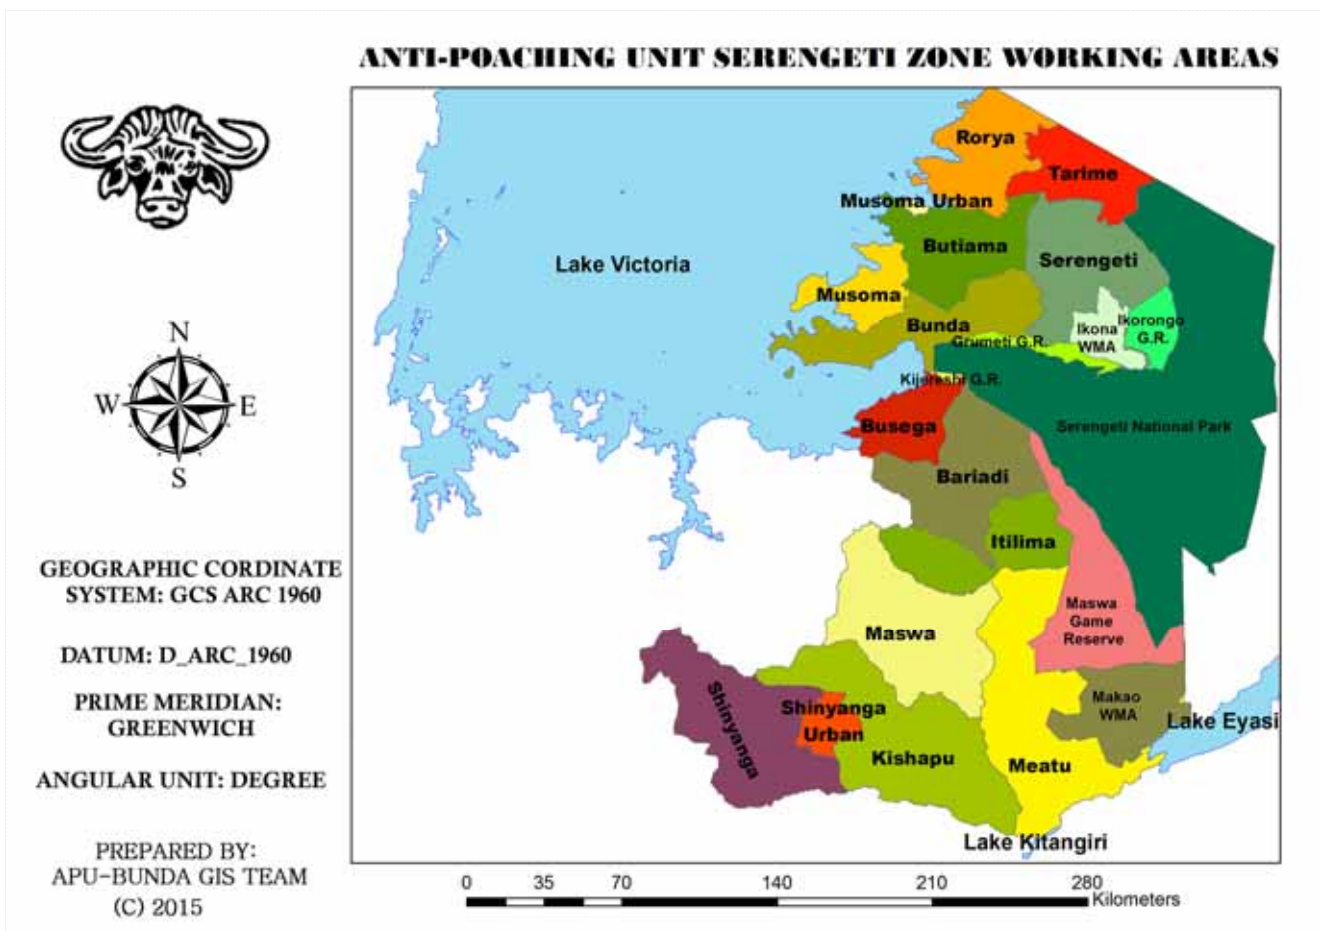 ANTI-POACHING UNIT SERENGETI ZONE WORKING AREAS
N
W
E
S
GEOGRAPHIC CORDINATE
SYSTEM: GCS ARC 1960
DATUM: D_ARC_1960
PRIME MERIDIAN:
GREENWICH
ANGULAR UNIT: DEGREE
PREPARED BY:
APU-BUNDA GIS TEAM
(C) 2015
Rorya
Tarime
Musoma Urban
Butiama
Serengeti
Lake Victoria
Musoma
Bunda
Ikona
WMA
Ikorongo
G.R.
Grumeti G.R.
Kijereshi G.R.
Busega
Serengeti National Park
Bariadi
Itilima
Maswa
Maswa
Game
Reserve
Shinyanga
Shinyanga
Urban
Makao
WMA
Lake Eyasi
Kishapu
Meatu
Lake Kitangiri
0 35 70 140 210 280
Kilometers